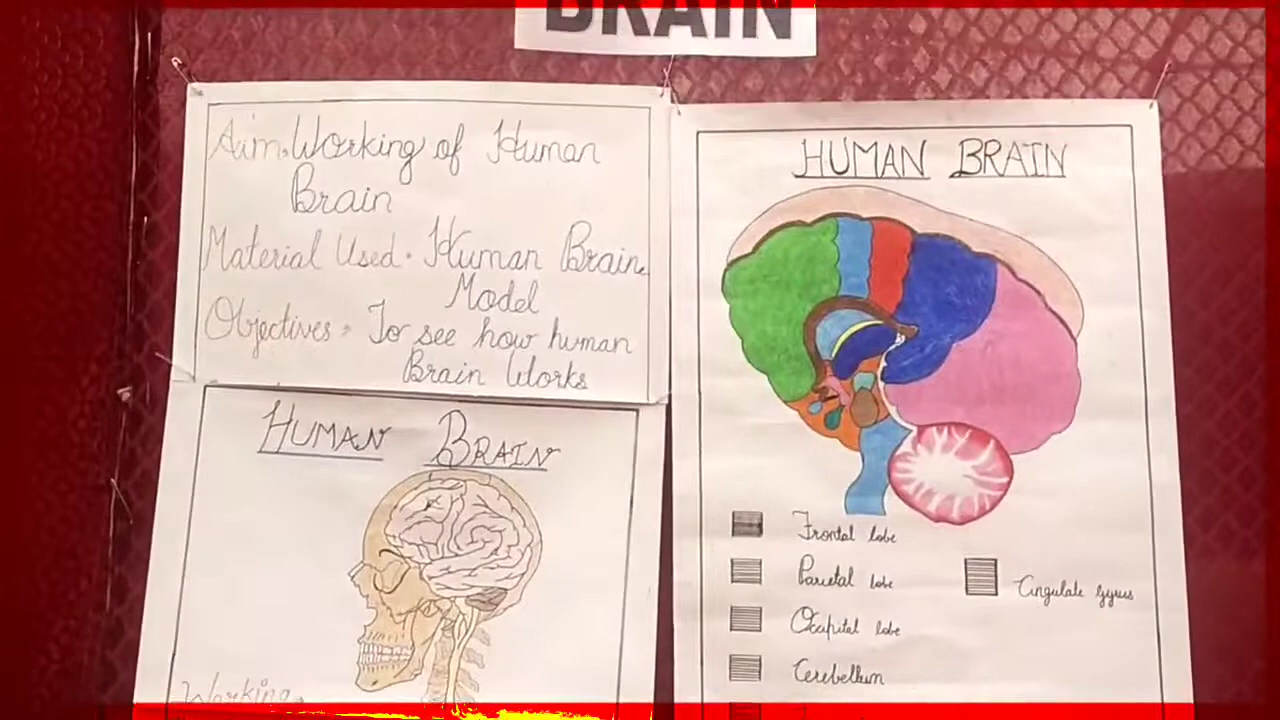 BRAIN
Aim. Working of Human
Brain
Material Used. Human Brain
Model
Objectives = To see how human
Brain Works
HUMAN BRAIN
Working
HUMAN BRAIN
Frontal lobe
Parietal lobe
Cingulate Gyrus
Occipital lobe
Cerebellum